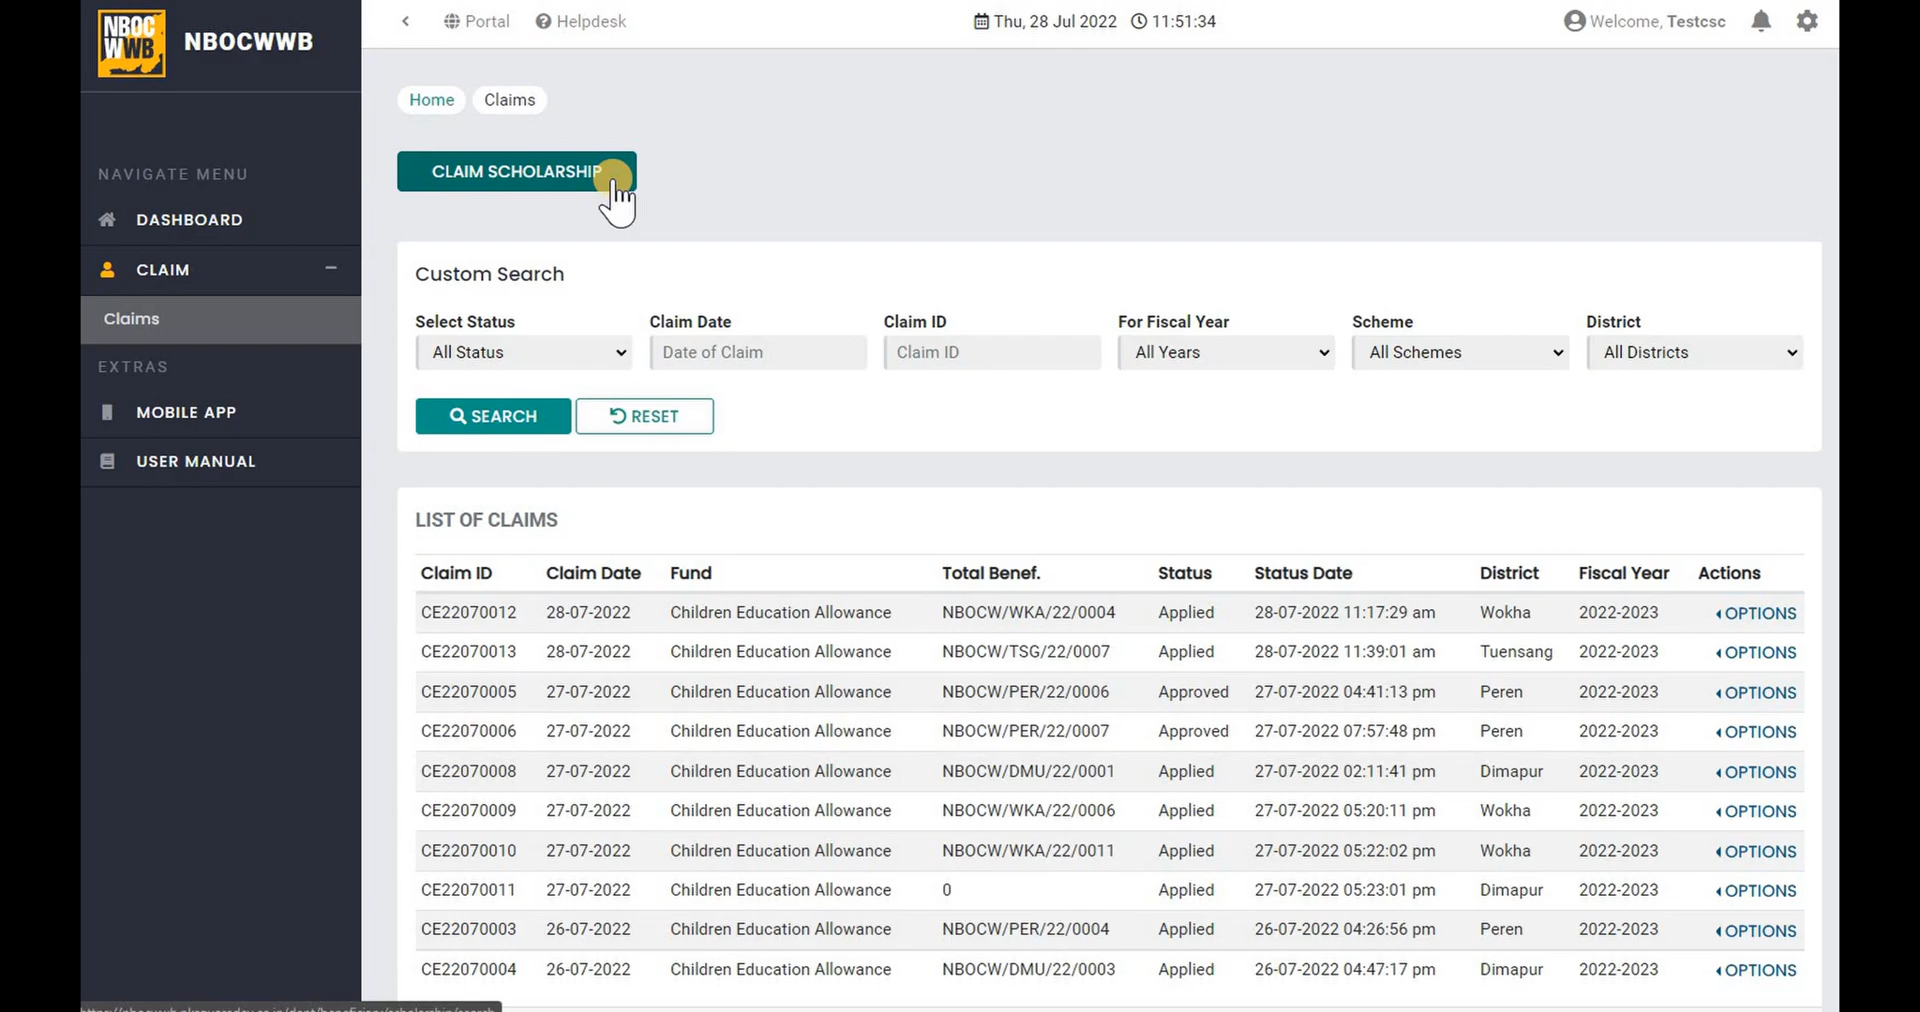 NBOC
WWB
NBOCWWB
Portal Helpdesk Thu, 28 Jul 2022 11:51:34 Welcome, Testcsc
Home Claims
CLAIM SCHOLARSHIP
NAVIGATE MENU
DASHBOARD
CLAIM
Claims
EXTRAS
MOBILE APP
USER MANUAL
Custom Search
Select Status Claim Date Claim ID For Fiscal Year Scheme District
All Status Date of Claim Claim ID All Years All Schemes All Districts
SEARCH RESET
LIST OF CLAIMS
Claim ID Claim Date Fund Total Benef. Status Status Date District Fiscal Year Actions
CE22070012 28-07-2022 Children Education Allowance NBOCW/WKA/22/0004 Applied 28-07-2022 11:17:29 am Wokha 2022-2023 OPTIONS
CE22070013 28-07-2022 Children Education Allowance NBOCW/TSG/22/0007 Applied 28-07-2022 11:39:01 am Tuensang 2022-2023 OPTIONS
CE22070005 27-07-2022 Children Education Allowance NBOCW/PER/22/0006 Approved 27-07-2022 04:41:13 pm Peren 2022-2023 OPTIONS
CE22070006 27-07-2022 Children Education Allowance NBOCW/PER/22/0007 Approved 27-07-2022 07:57:48 pm Peren 2022-2023 OPTIONS
CE22070008 27-07-2022 Children Education Allowance NBOCW/DMU/22/0001 Applied 27-07-2022 02:11:41 pm Dimapur 2022-2023 OPTIONS
CE22070009 27-07-2022 Children Education Allowance NBOCW/WKA/22/0006 Applied 27-07-2022 05:20:11 pm Wokha 2022-2023 OPTIONS
CE22070010 27-07-2022 Children Education Allowance NBOCW/WKA/22/0011 Applied 27-07-2022 05:22:02 pm Wokha 2022-2023 OPTIONS
CE22070011 27-07-2022 Children Education Allowance 0 Applied 27-07-2022 05:23:01 pm Dimapur 2022-2023 OPTIONS
CE22070003 26-07-2022 Children Education Allowance NBOCW/PER/22/0004 Applied 26-07-2022 04:26:56 pm Peren 2022-2023 OPTIONS
CE22070004 26-07-2022 Children Education Allowance NBOCW/DMU/22/0003 Applied 26-07-2022 04:47:17 pm Dimapur 2022-2023 OPTIONS